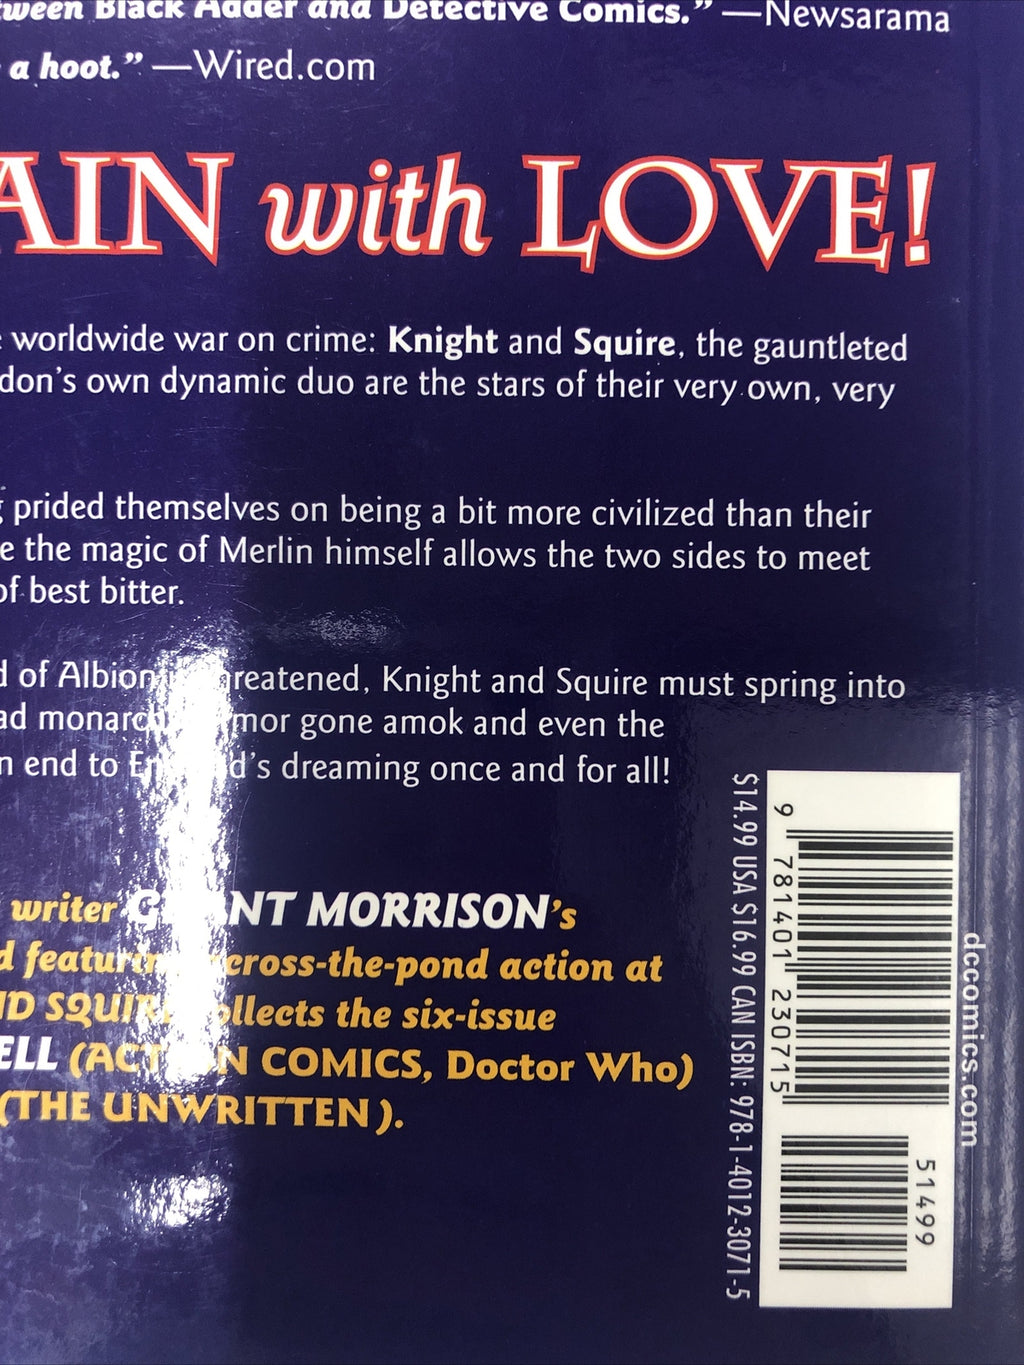 Black Adder and Detective Comics.” —Newsarama
a hoot.” —Wired.com
AIN with LOVE!
worldwide war on crime: Knight and Squire, the gauntleted
don’s own dynamic duo are the stars of their very own, very
prided themselves on being a bit more civilized than their
the magic of Merlin himself allows the two sides to meet
of best bitter.
of Albion reatened, Knight and Squire must spring into
ad monarch mor gone amok and even the
end to En d’s dreaming once and for all!
writer G NT MORRISON’s
featurin cross-the-pond action at
SQUIR ollects the six-issue
ELL (ACTION COMICS, Doctor Who)
(THE UNWRITTEN).
$14.99 USA $16.99 CAN ISBN: 978-1-4012-3071-5
9 781401 230715
51499
dccomics.com